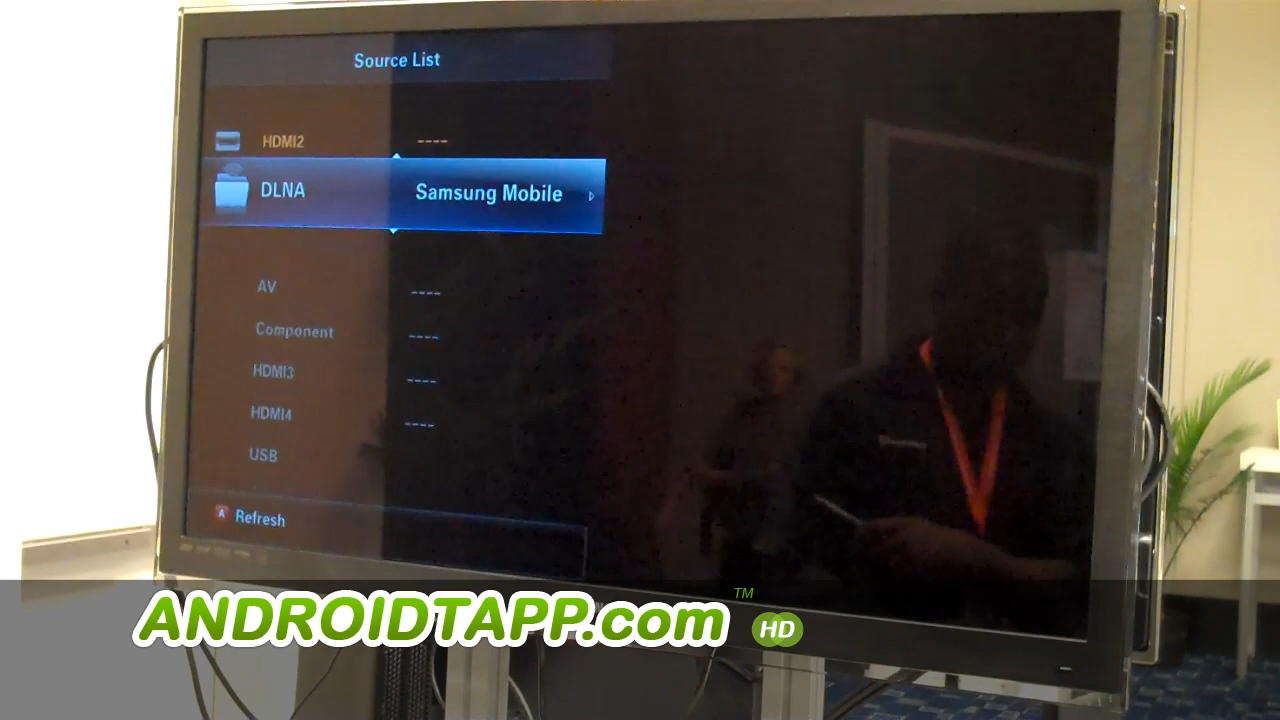 Source List
HDMI2 ----
DLNA Samsung Mobile
AV ----
Component ----
HDMI3 ----
HDMI4 ----
USB
A Refresh
ANDROIDTAPP.com TM
HD